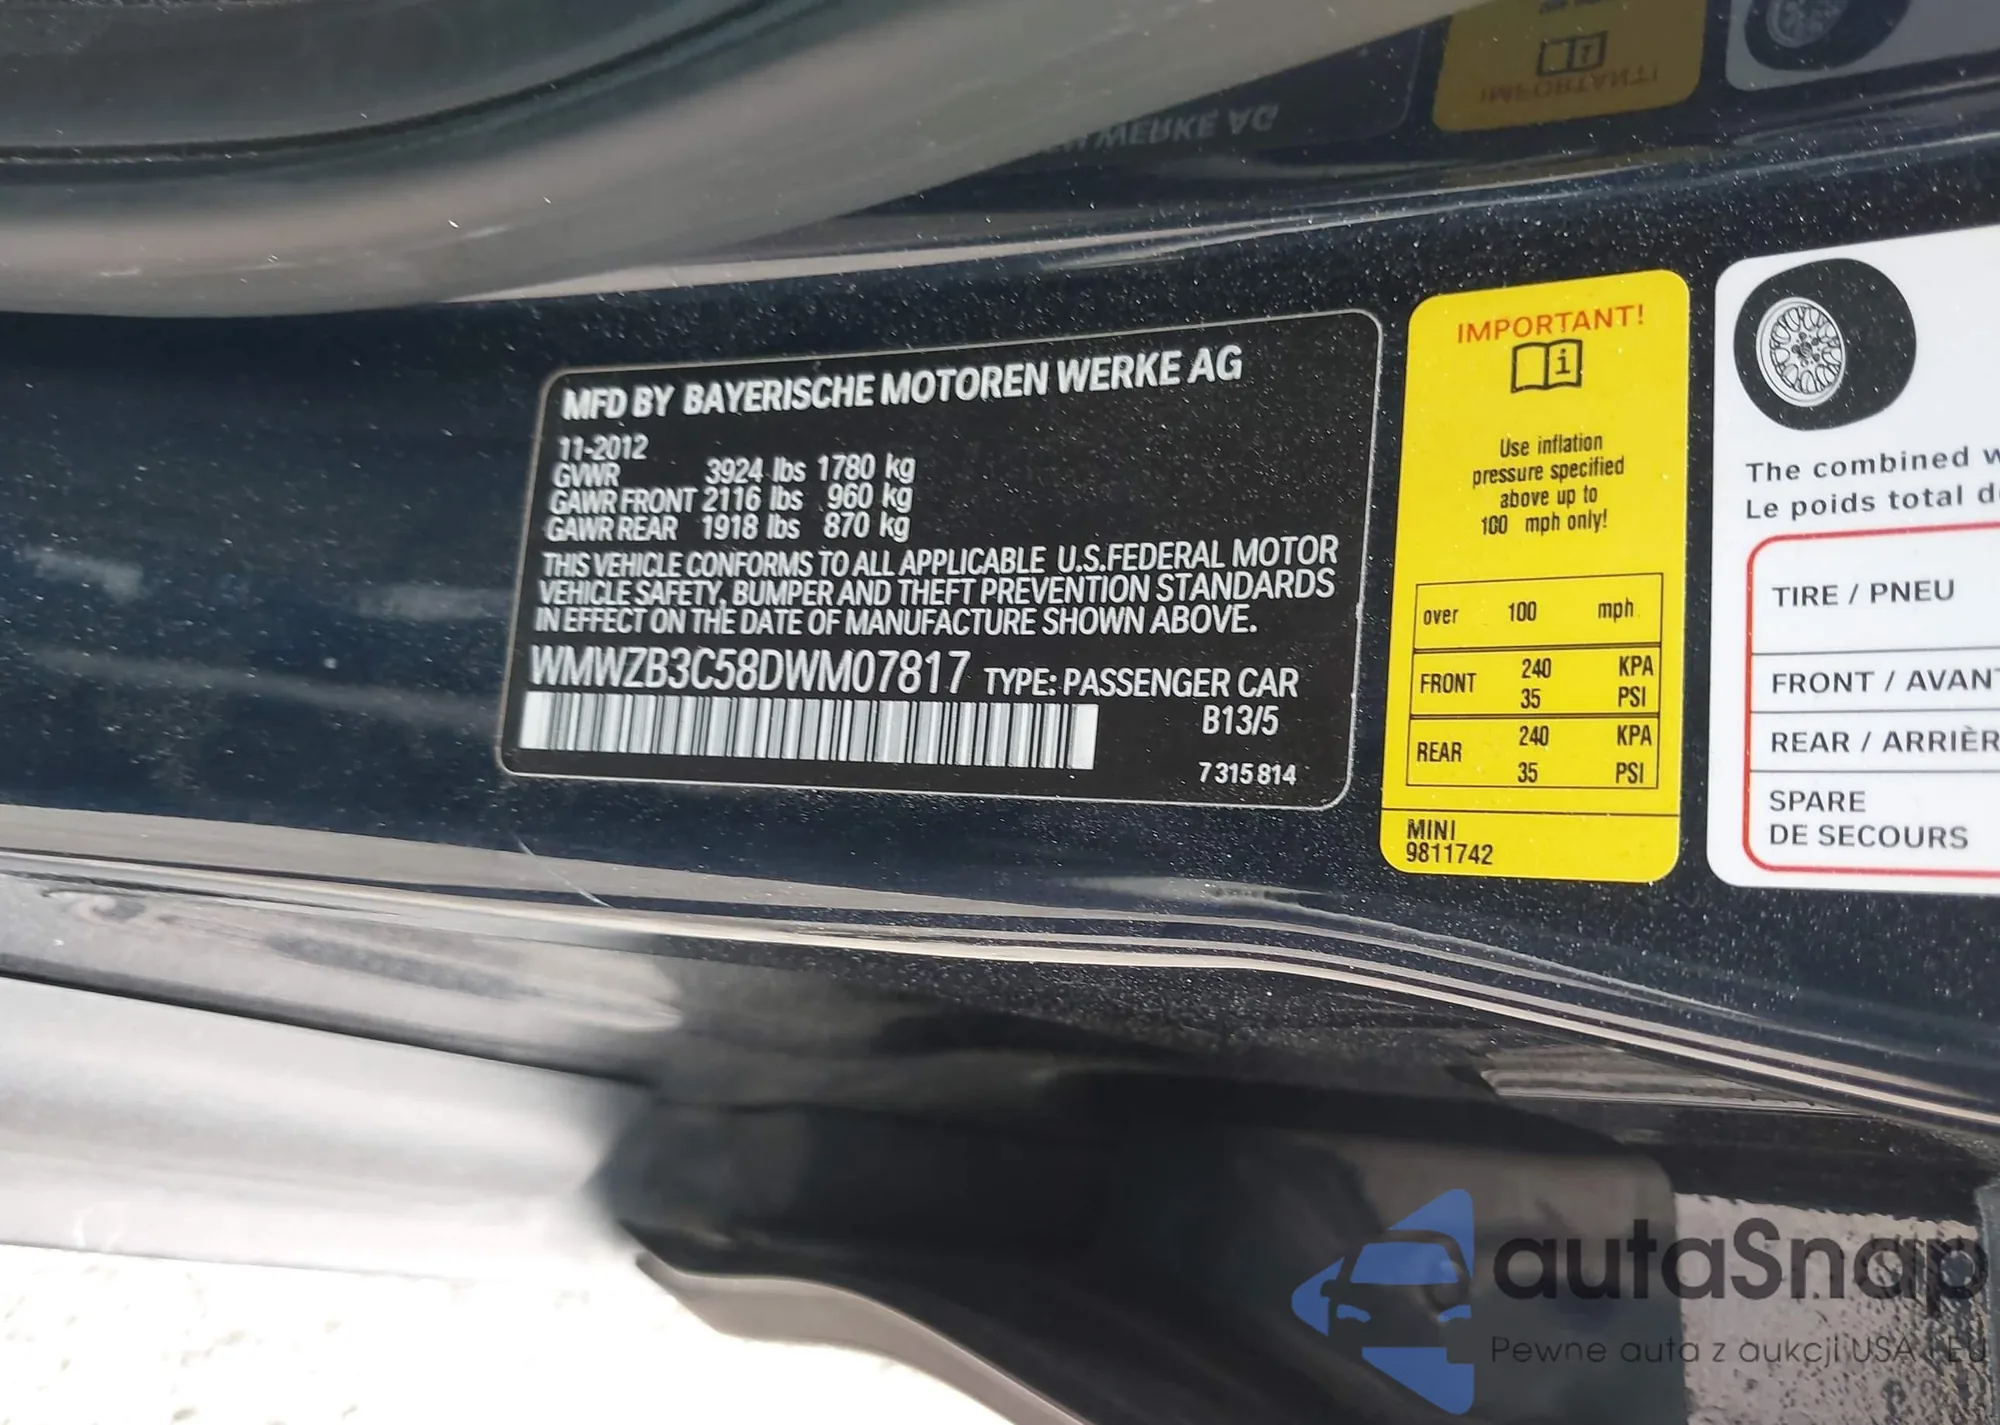 MFD BY BAYERISCHE MOTOREN WERKE AG
11-2012
GVWR 3924 lbs 1780 kg
GAWR FRONT 2116 lbs 960 kg
GAWR REAR 1918 lbs 870 kg
THIS VEHICLE CONFORMS TO ALL APPLICABLE U.S.FEDERAL MOTOR
VEHICLE SAFETY, BUMPER AND THEFT PREVENTION STANDARDS
IN EFFECT ON THE DATE OF MANUFACTURE SHOWN ABOVE.
WMWZB3C58DWM07817 TYPE: PASSENGER CAR
B13/5
7 315 814
IMPORTANT!
i
Use inflation
pressure specified
above up to
100 mph only!
over 100 mph
FRONT 240 KPA
35 PSI
REAR 240 KPA
35 PSI
MINI
9811742
The combined
Le poids total
TIRE / PNEU
FRONT / AVAN
REAR / ARRIÈR
SPARE
DE SECOURS
WERKE AG
IMPORTANT!
autaSnap
Pewne auta z aukcji USA i EU